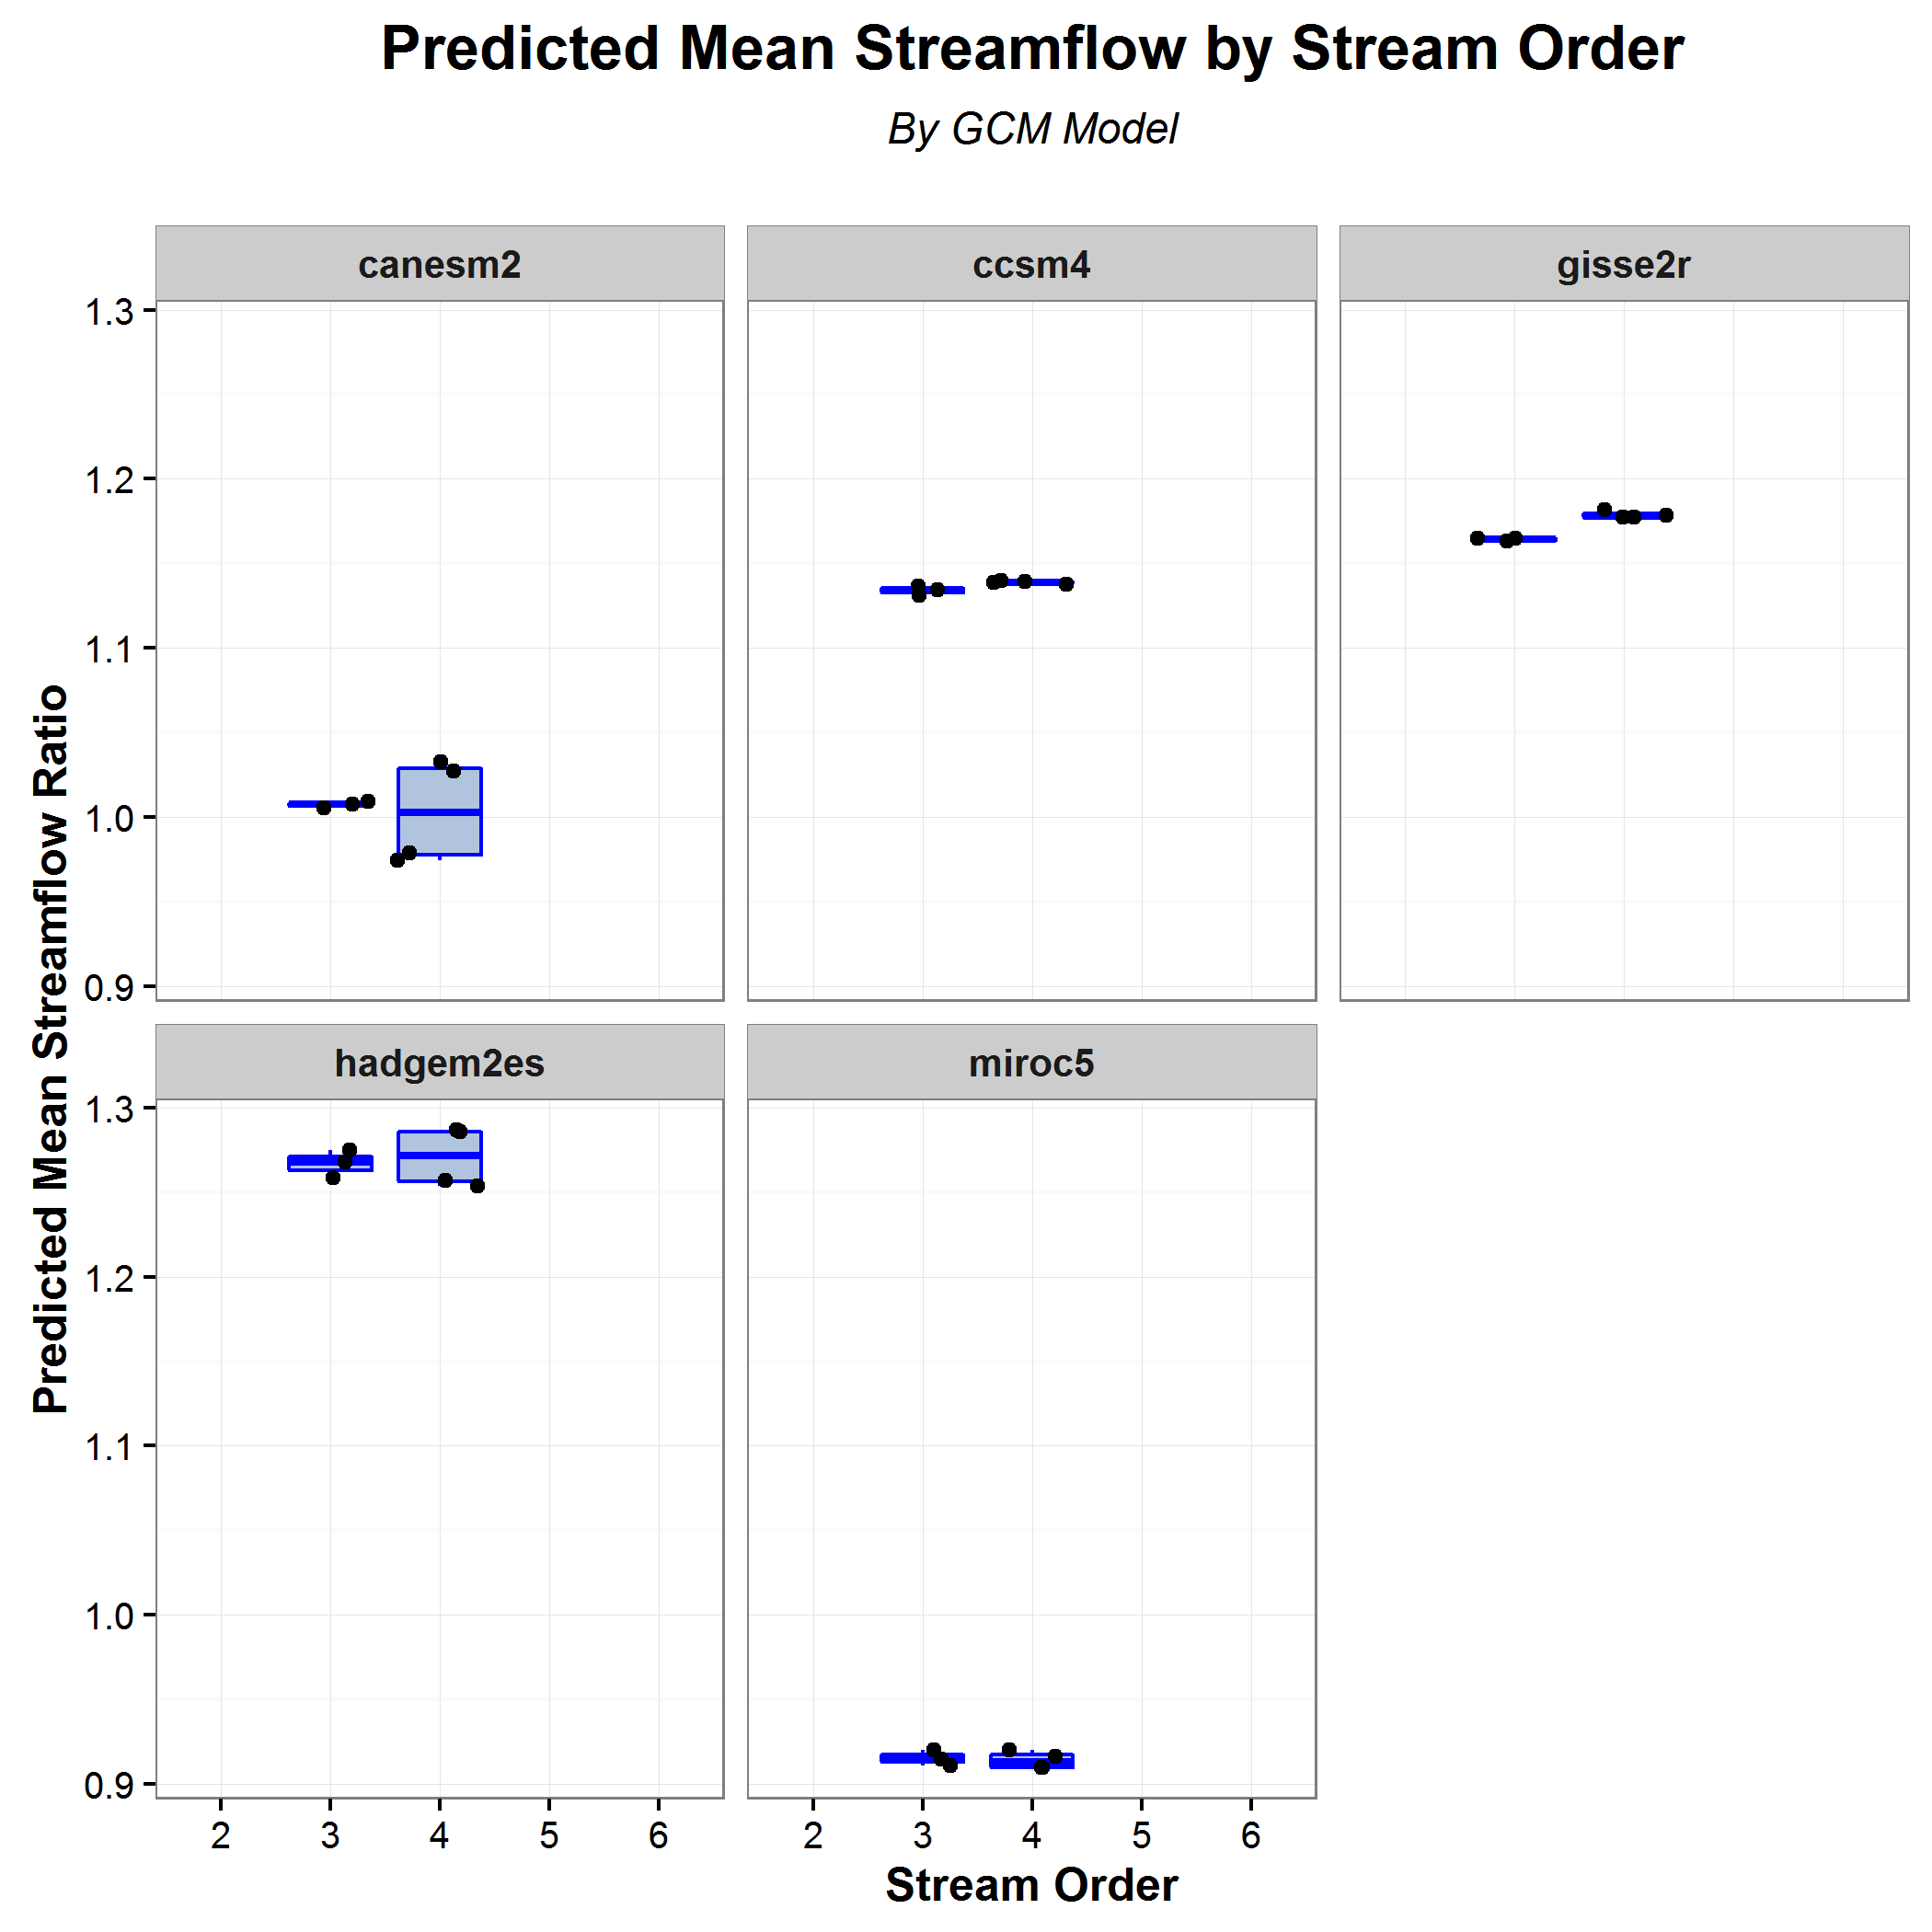 Predicted Mean Streamflow by Stream Order
By GCM Model
canesm2
ccsm4
gisse2r
1.3
1.2
1.1
1.0
0.9
Predicted Mean Streamflow Ratio
hadgem2es
miroc5
1.3
1.2
1.1
1.0
0.9
2 3 4 5 6
2 3 4 5 6
Stream Order